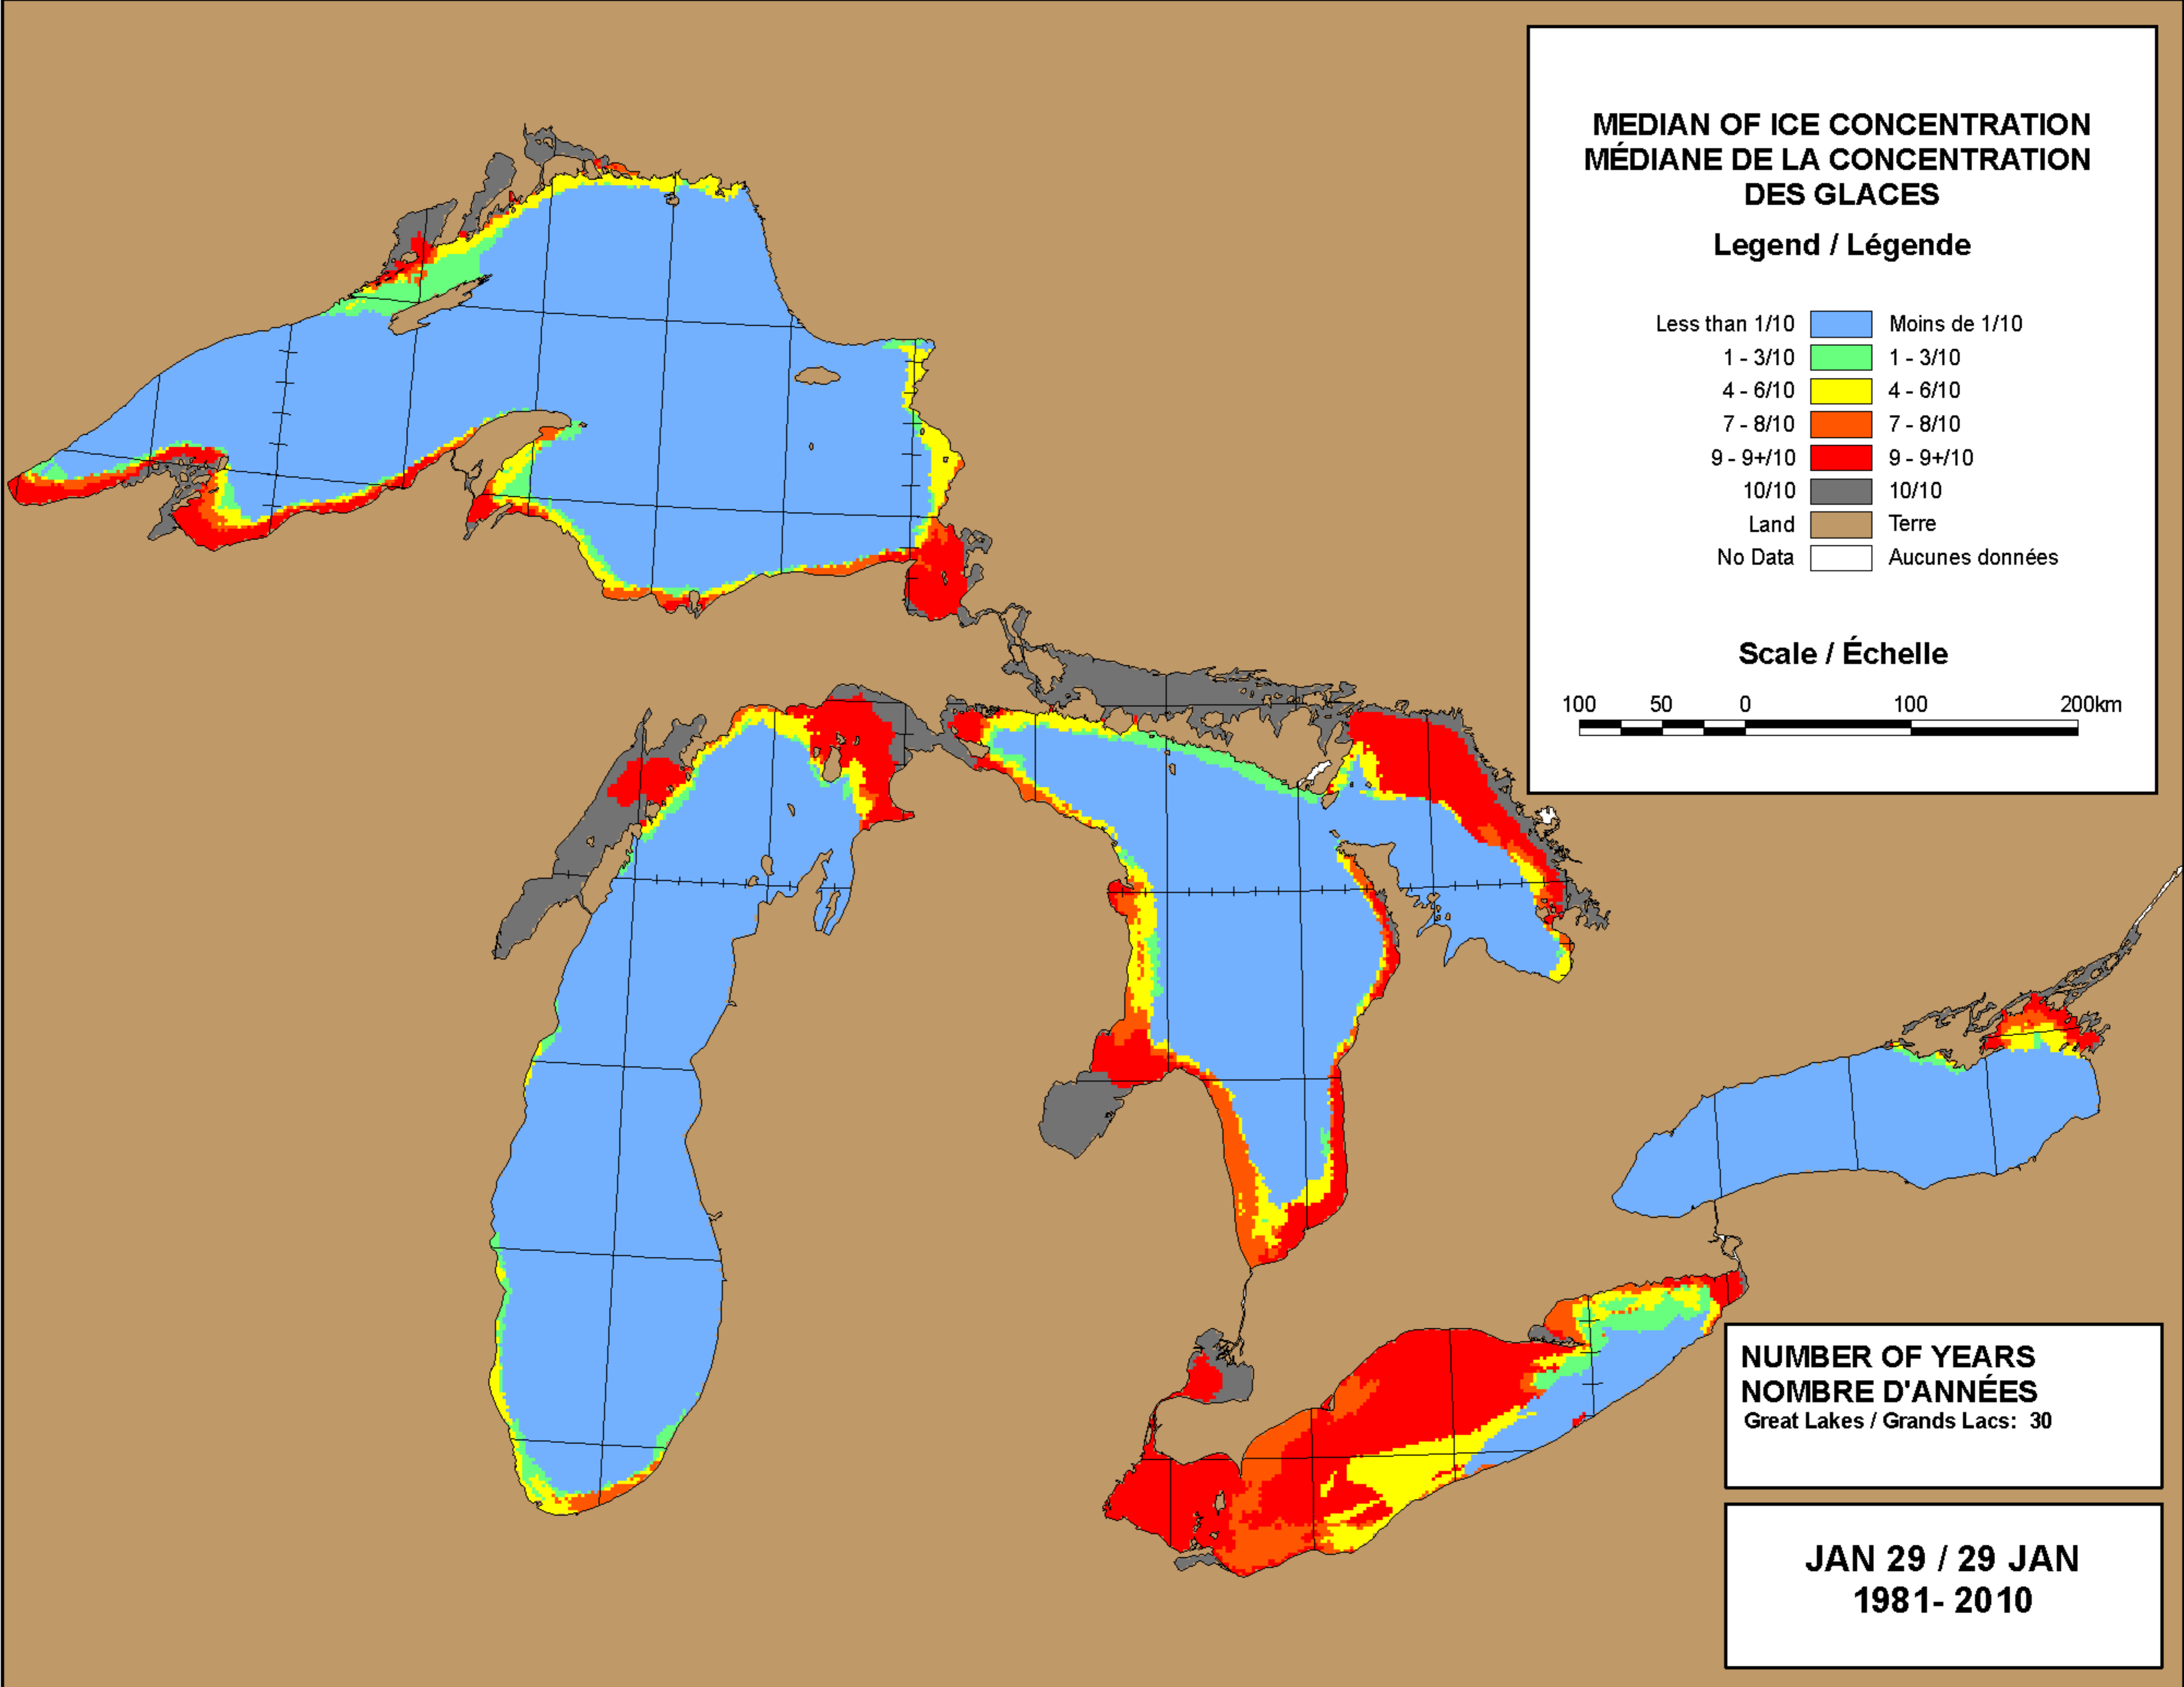 MEDIAN OF ICE CONCENTRATION
MÉDIANE DE LA CONCENTRATION
DES GLACES
Legend / Légende
Less than 1/10 Moins de 1/10
1 - 3/10 1 - 3/10
4 - 6/10 4 - 6/10
7 - 8/10 7 - 8/10
9 - 9+/10 9 - 9+/10
10/10 10/10
Land Terre
No Data Aucunes données
Scale / Échelle
100 50 0 100 200km
NUMBER OF YEARS
NOMBRE D'ANNÉES
Great Lakes / Grands Lacs: 30
JAN 29 / 29 JAN
1981- 2010